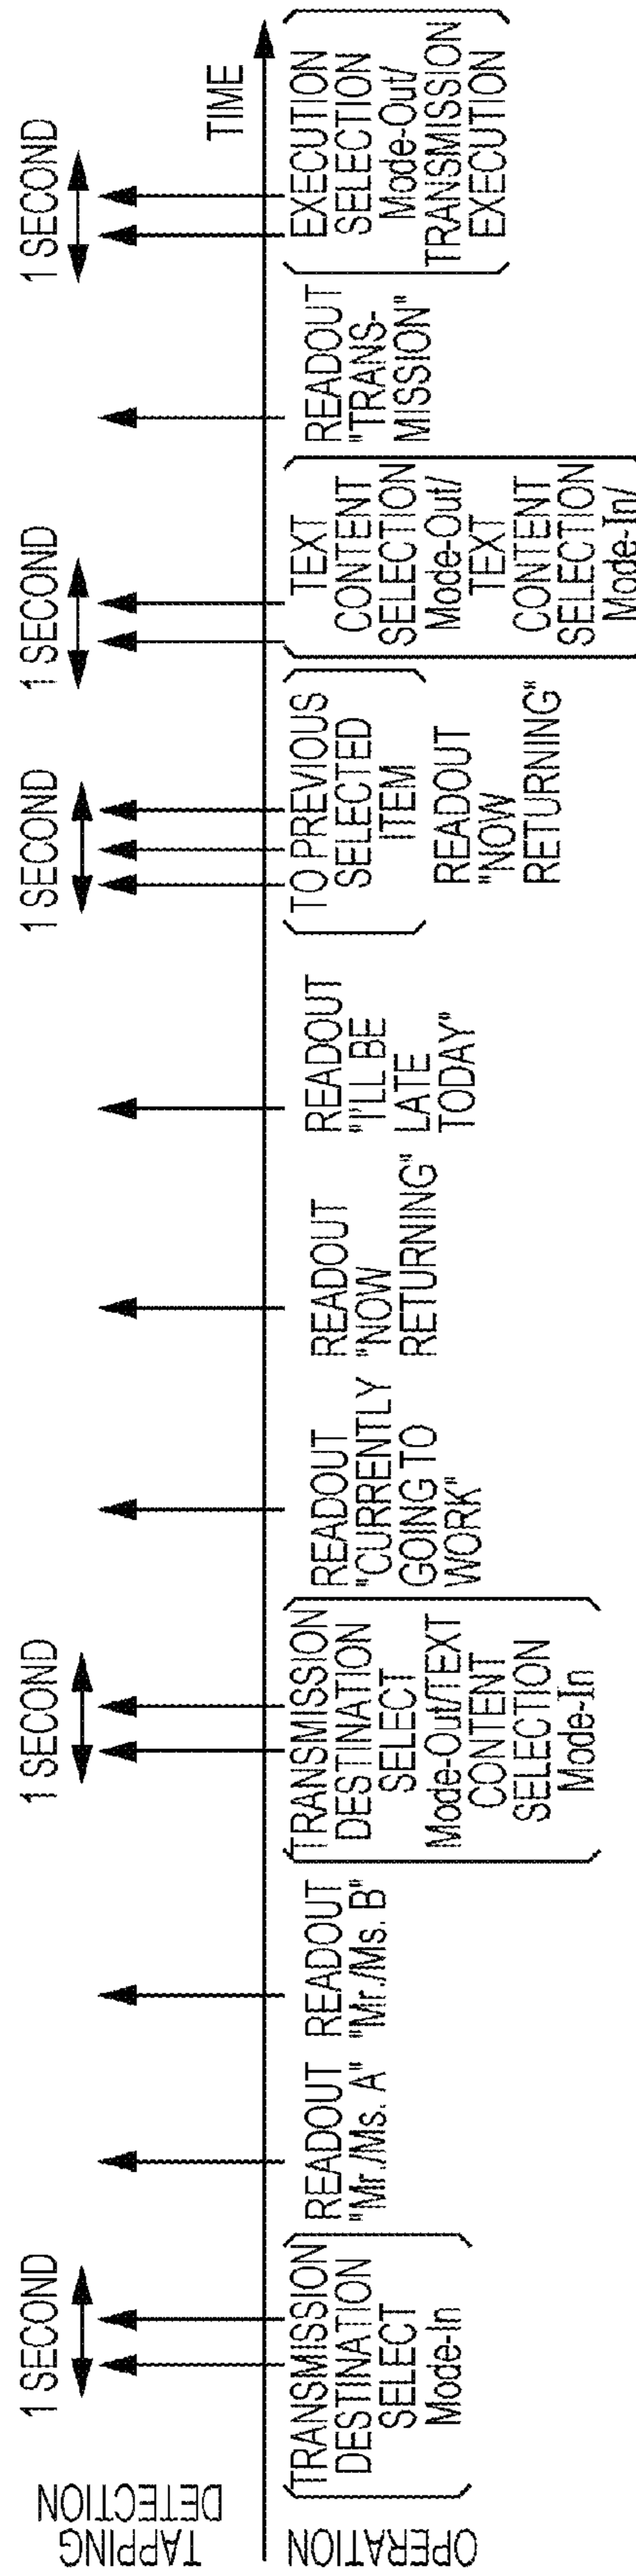 TAPPING
DETECTION
OPERATION
1 SECOND
TRANSMISSION
DESTINATION
SELECT
Mode-In
READOUT
"Mr./Ms. A"
READOUT
"Mr./Ms. B"
1 SECOND
TRANSMISSION
DESTINATION
SELECT
Mode-Out/TEXT
CONTENT
SELECTION
Mode-In
READOUT
"CURRENTLY
GOING TO
WORK"
READOUT
"NOW
RETURNING"
READOUT
"I'LL BE
LATE
TODAY"
1 SECOND
TO PREVIOUS
SELECTED
ITEM
READOUT
"NOW
RETURNING"
1 SECOND
TEXT
CONTENT
SELECTION
Mode-Out/
TEXT
CONTENT
SELECTION
Mode-In/
READOUT
"TRANS-
MISSION"
1 SECOND
EXECUTION
SELECTION
Mode-Out/
TRANSMISSION
EXECUTION
TIME